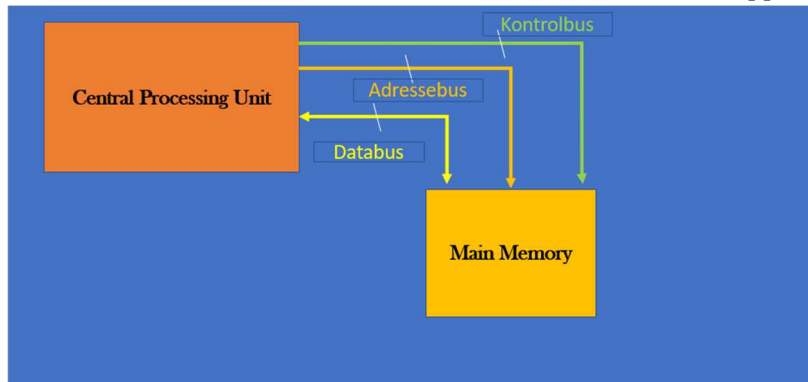 Kontrolbus
Central Processing Unit
Adressebus
Databus
Main Memory